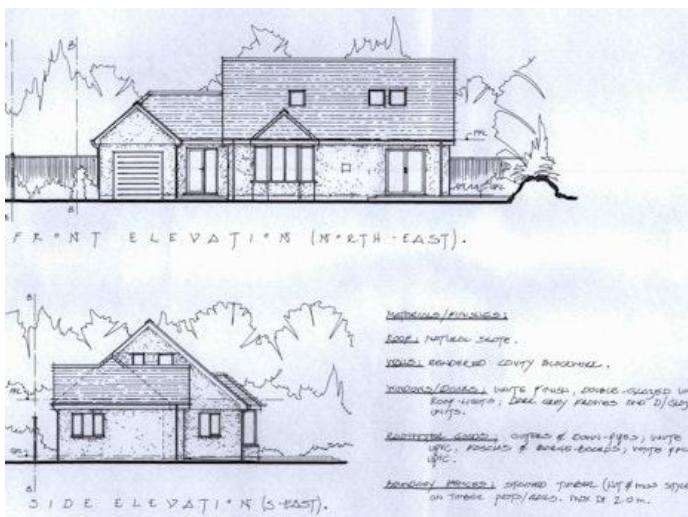 FRONT ELEVATION (NORTH-EAST).
MATERIALS/FINISHES;
ROOF; NATURAL SLATE.
WALLS; RENDERED CAVITY BLOCKWORK.
WINDOWS/DOORS; WHITE FINISH, DOUBLE-GLAZED
ROOF-LIGHTS; DARK GREY FRAMES AND D/GLAZED
UNITS.
RAINWATER GOODS; GUTTERS & DOWN-PIPES; WHITE
UPVC. FASCIAS & BARGE-BOARDS; WHITE
UPVC.
BOUNDARY FENCES; STAINED TIMBER STYLE
ON TIMBER POSTS/RAILS. MAX HT 2.0m.
SIDE ELEVATION (S-EAST).